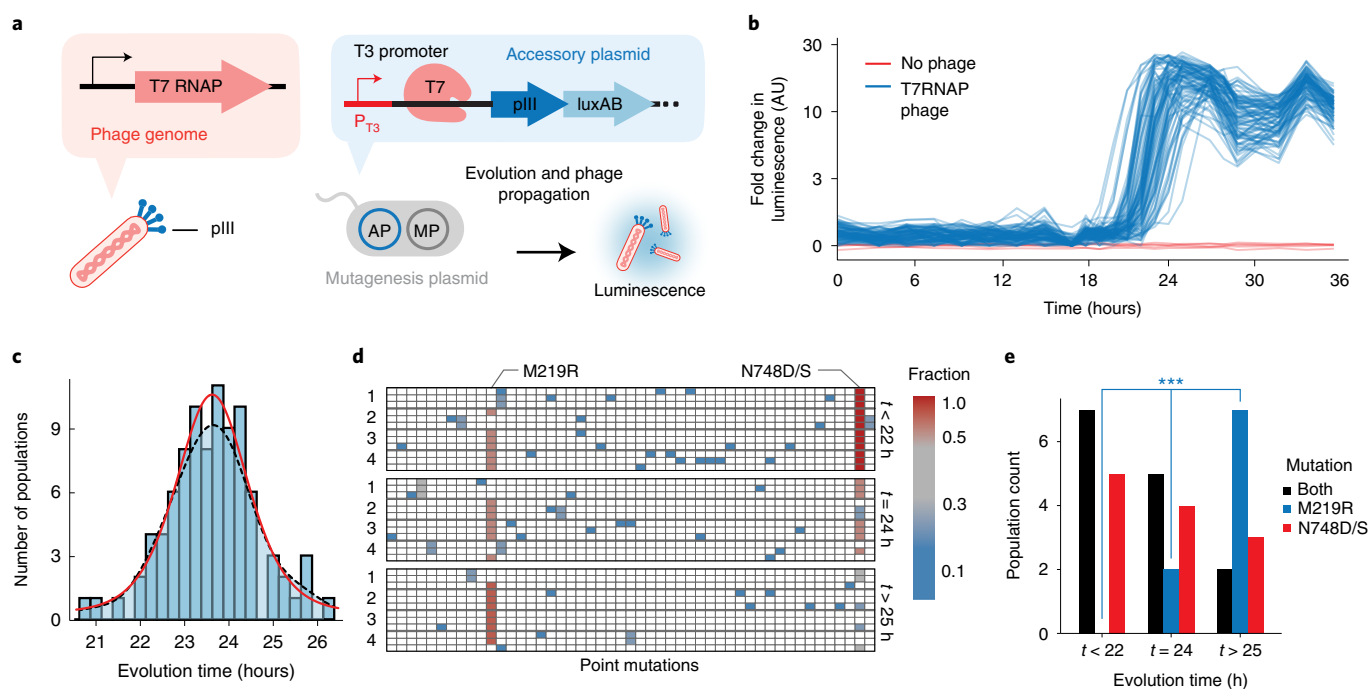 a
T7 RNAP
Phage genome
pIII
T3 promoter
Accessory plasmid
T7
pIII
luxAB
PT3
AP
MP
Mutagenesis plasmid
Evolution and phage
propagation
Luminescence
b
Fold change in
luminescence (AU)
30
10
3
0
No phage
T7RNAP
phage
0 6 12 18 24 30 36
Time (hours)
c
Number of populations
9
6
3
0
21 22 23 24 25 26
Evolution time (hours)
d
M219R
N748D/S
1
2
3
4
t < 22 h
1
2
3
4
t = 24 h
1
2
3
4
t > 25 h
Point mutations
Fraction
1.0
0.5
0.3
0.1
e
***
Population count
6
4
2
0
t < 22 t = 24 t > 25
Evolution time (h)
Mutation
Both
M219R
N748D/S